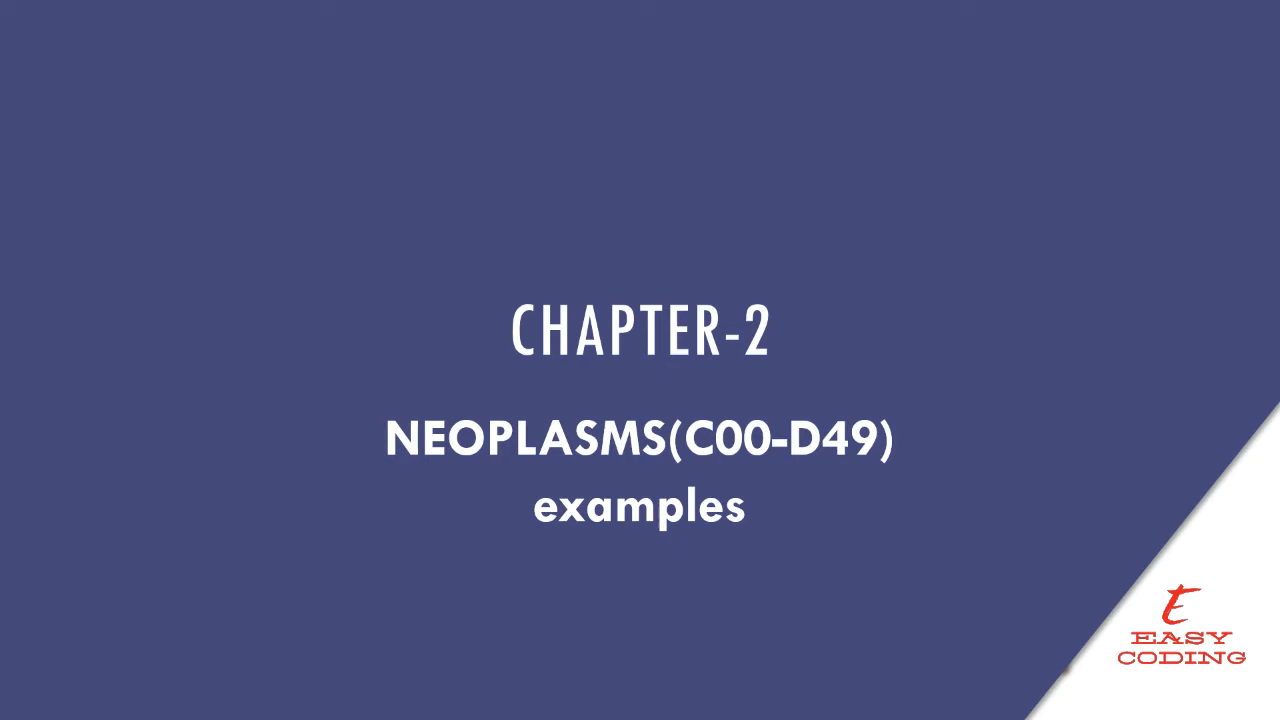 CHAPTER-2
NEOPLASMS(C00-D49)
examples
E
EASY
CODING